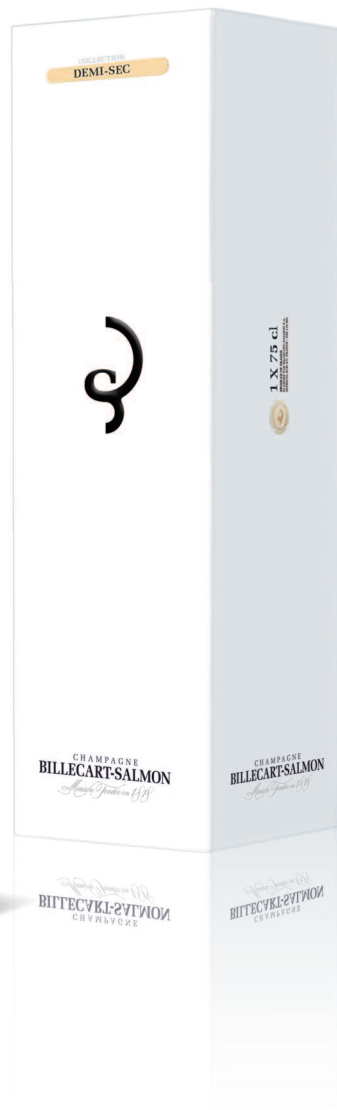 COLLECTION
DEMI-SEC
CHAMPAGNE
BILLECART-SALMON
Maison Fondée en 1818
1 X 75 cl
CHAMPAGNE
BILLECART-SALMON
Maison Fondée en 1818